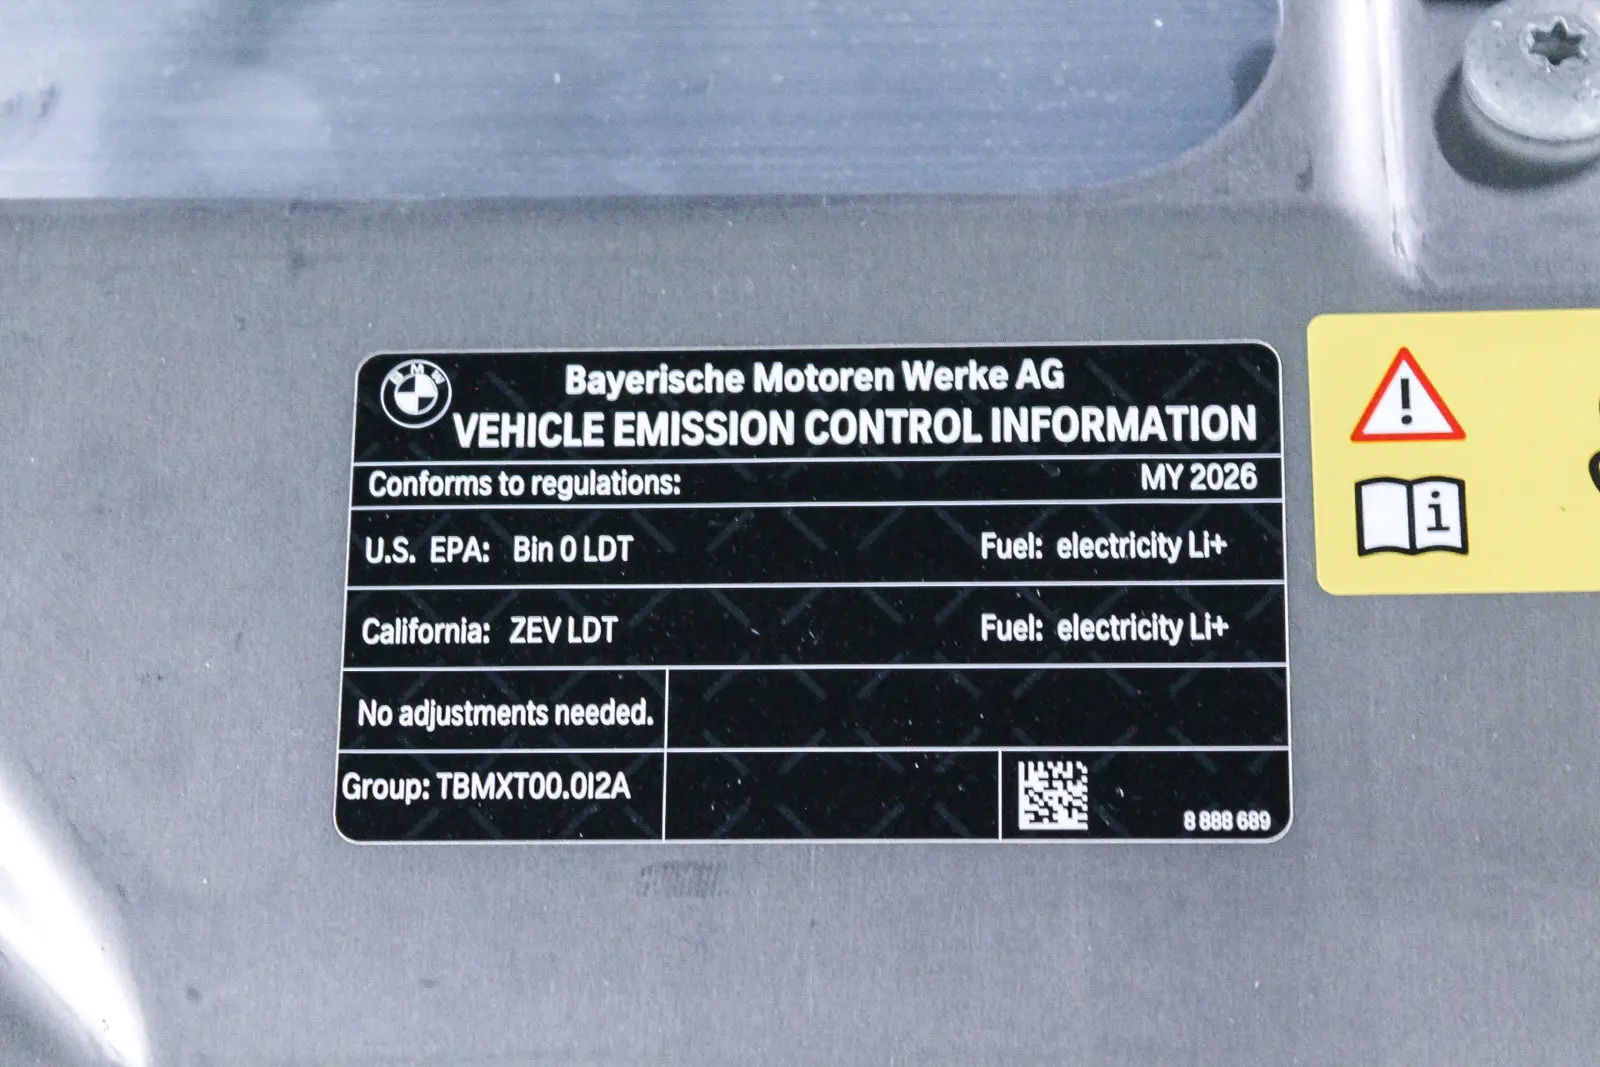 BMW
Bayerische Motoren Werke AG
VEHICLE EMISSION CONTROL INFORMATION
Conforms to regulations: MY 2026
U.S. EPA: Bin 0 LDT Fuel: electricity Li+
California: ZEV LDT Fuel: electricity Li+
No adjustments needed.
Group: TBMXT00.0I2A
8 888 689
!
i